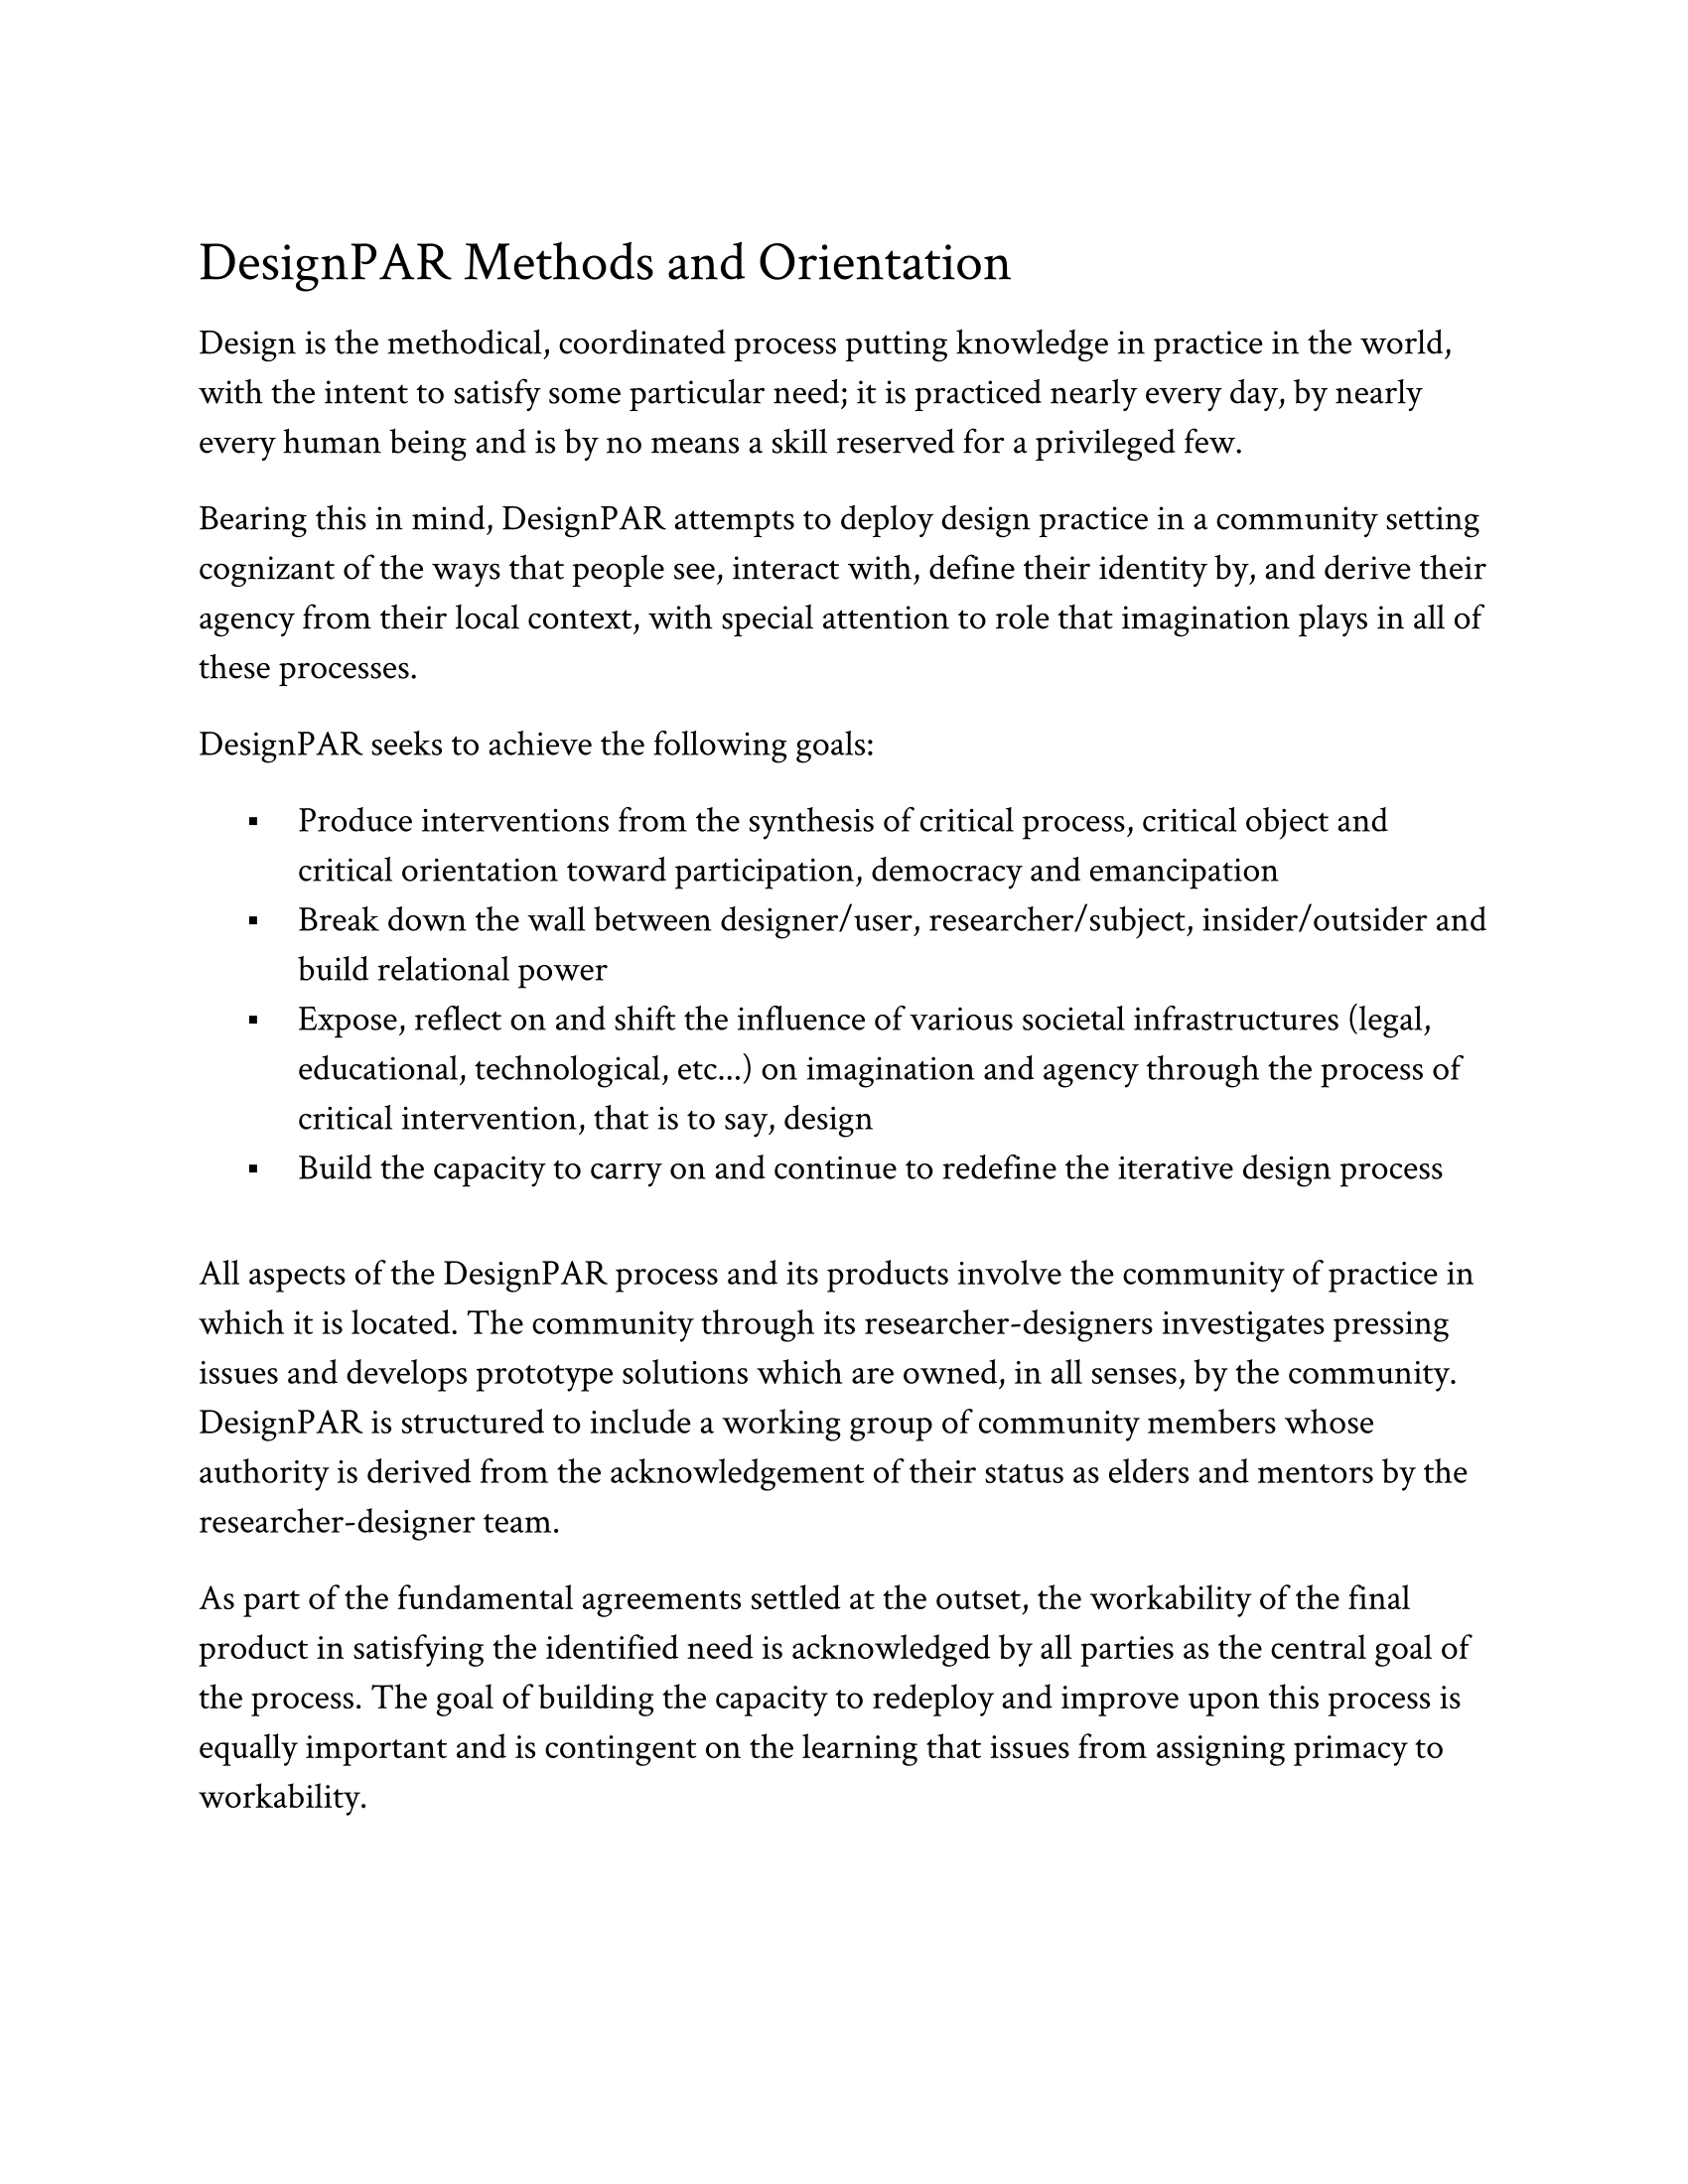 DesignPAR Methods and Orientation
Design is the methodical, coordinated process putting knowledge in practice in the world,
with the intent to satisfy some particular need; it is practiced nearly every day, by nearly
every human being and is by no means a skill reserved for a privileged few.
Bearing this in mind, DesignPAR attempts to deploy design practice in a community setting
cognizant of the ways that people see, interact with, define their identity by, and derive their
agency from their local context, with special attention to role that imagination plays in all of
these processes.
DesignPAR seeks to achieve the following goals:
▪ Produce interventions from the synthesis of critical process, critical object and
critical orientation toward participation, democracy and emancipation
▪ Break down the wall between designer/user, researcher/subject, insider/outsider and
build relational power
▪ Expose, reflect on and shift the influence of various societal infrastructures (legal,
educational, technological, etc...) on imagination and agency through the process of
critical intervention, that is to say, design
▪ Build the capacity to carry on and continue to redefine the iterative design process
All aspects of the DesignPAR process and its products involve the community of practice in
which it is located. The community through its researcher-designers investigates pressing
issues and develops prototype solutions which are owned, in all senses, by the community.
DesignPAR is structured to include a working group of community members whose
authority is derived from the acknowledgement of their status as elders and mentors by the
researcher-designer team.
As part of the fundamental agreements settled at the outset, the workability of the final
product in satisfying the identified need is acknowledged by all parties as the central goal of
the process. The goal of building the capacity to redeploy and improve upon this process is
equally important and is contingent on the learning that issues from assigning primacy to
workability.